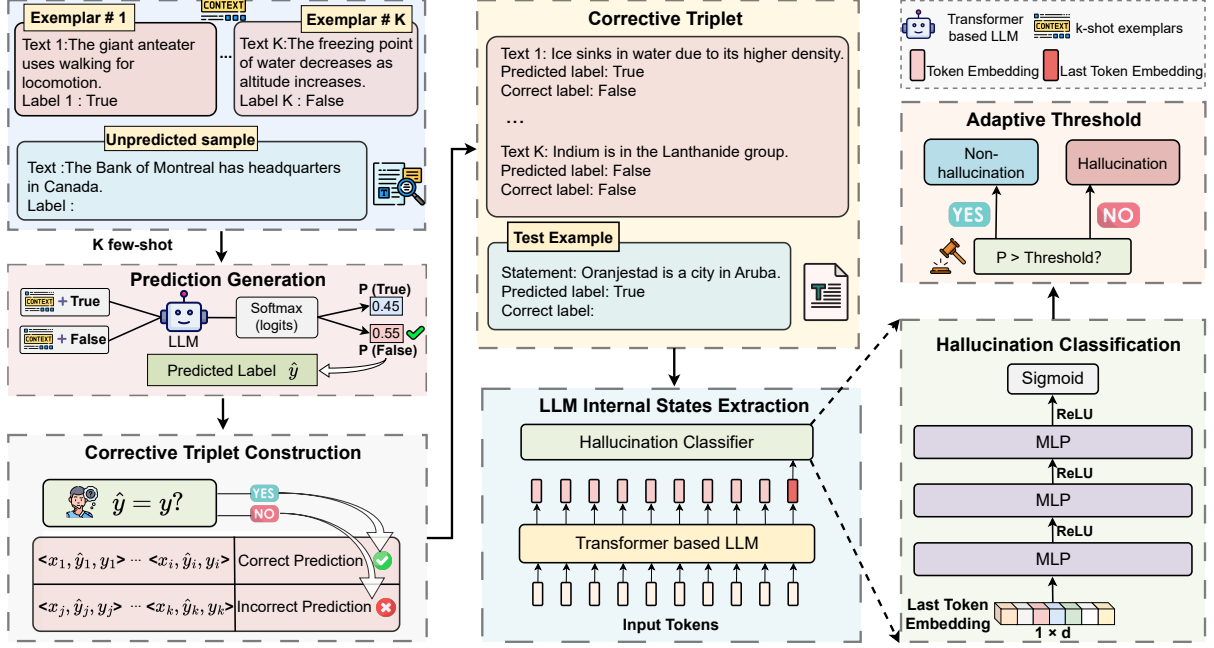 CONTEXT
Exemplar # 1
Text 1:The giant anteater
uses walking for
locomotion.
Label 1 : True
...
Exemplar # K
Text K:The freezing point
of water decreases as
altitude increases.
Label K : False
Unpredicted sample
Text :The Bank of Montreal has headquarters
in Canada.
Label :
T
K few-shot
Prediction Generation
CONTEXT + True
CONTEXT + False
LLM
Softmax
(logits)
P (True)
0.45
0.55
P (False)
Predicted Label ŷ
Corrective Triplet Construction
ŷ = y?
YES
NO
<x₁, ŷ₁, y₁> ··· <xᵢ, ŷᵢ, yᵢ> Correct Prediction
<xⱼ, ŷⱼ, yⱼ> ··· <xₖ, ŷₖ, yₖ> Incorrect Prediction
Corrective Triplet
Text 1: Ice sinks in water due to its higher density.
Predicted label: True
Correct label: False
...
Text K: Indium is in the Lanthanide group.
Predicted label: False
Correct label: False
Test Example
Statement: Oranjestad is a city in Aruba.
Predicted label: True
Correct label:
T
LLM Internal States Extraction
Hallucination Classifier
Transformer based LLM
Input Tokens
Transformer
based LLM
CONTEXT
k-shot exemplars
Token Embedding
Last Token Embedding
Adaptive Threshold
Non-
hallucination
Hallucination
YES
NO
P > Threshold?
Hallucination Classification
Sigmoid
ReLU
MLP
ReLU
MLP
ReLU
MLP
Last Token
Embedding
1 × d